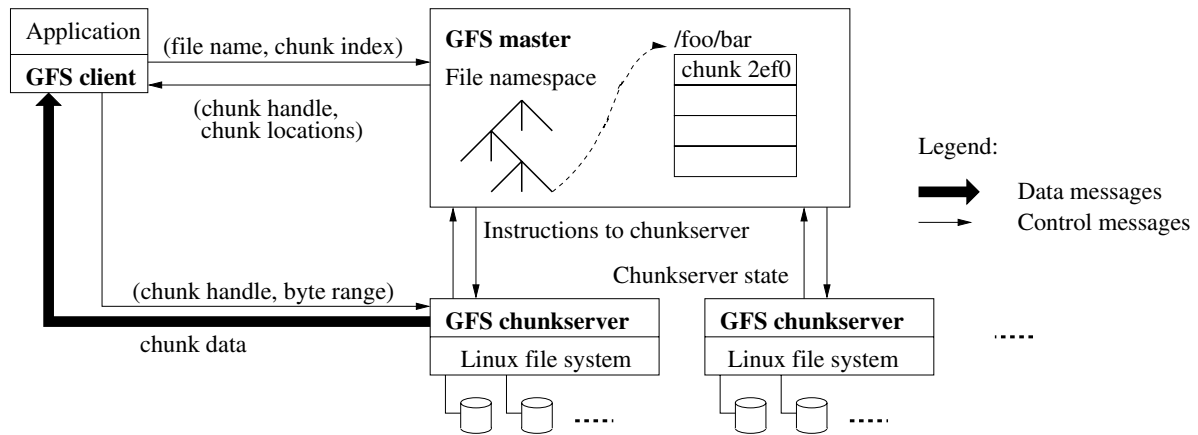 Application
GFS client
(file name, chunk index)
(chunk handle,
chunk locations)
GFS master
File namespace
/foo/bar
chunk 2ef0
Legend:
Data messages
Control messages
Instructions to chunkserver
Chunkserver state
(chunk handle, byte range)
chunk data
GFS chunkserver
Linux file system
GFS chunkserver
Linux file system